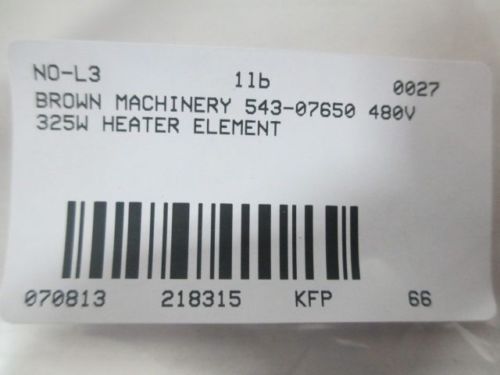 NO-L3 1lb 0027
BROWN MACHINERY 543-07650 480V
325W HEATER ELEMENT
070813 218315 KFP 66